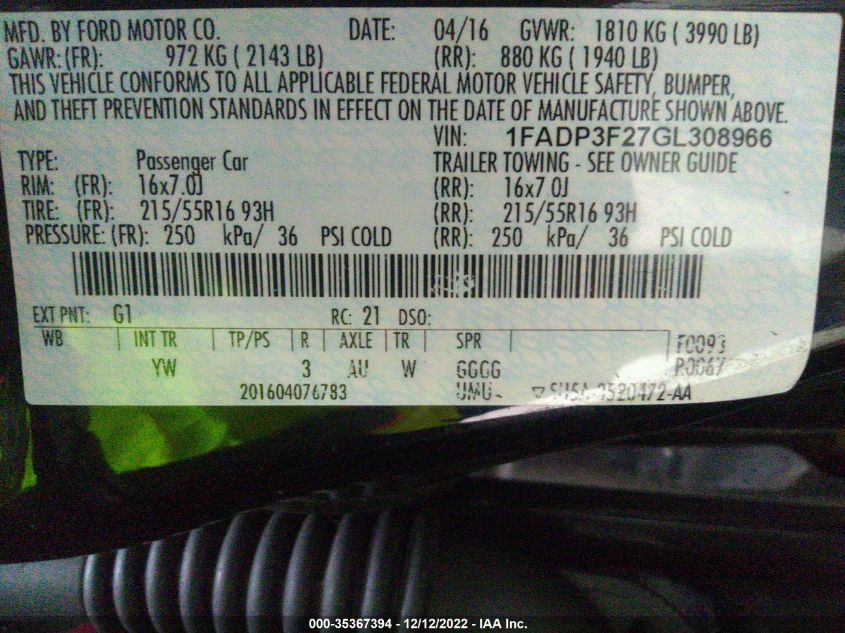 MFD. BY FORD MOTOR CO. DATE: 04/16 GVWR: 1810 KG ( 3990 LB)
GAWR: (FR): 972 KG ( 2143 LB) (RR): 880 KG ( 1940 LB)
THIS VEHICLE CONFORMS TO ALL APPLICABLE FEDERAL MOTOR VEHICLE SAFETY, BUMPER,
AND THEFT PREVENTION STANDARDS IN EFFECT ON THE DATE OF MANUFACTURE SHOWN ABOVE.
VIN: 1FADP3F27GL308966
TYPE: Passenger Car TRAILER TOWING - SEE OWNER GUIDE
RIM: (FR): 16x7.0J (RR): 16x7.0J
TIRE: (FR): 215/55R16 93H (RR): 215/55R16 93H
PRESSURE: (FR): 250 kPa/ 36 PSI COLD (RR): 250 kPa/ 36 PSI COLD
EXT PNT: G1 RC: 21 DSO:
WB INT TR TP/PS R AXLE TR SPR F0093
YW 3 AU W GGGG R0067
201604076783 UMU
000-35367394 - 12/12/2022 - IAA Inc.